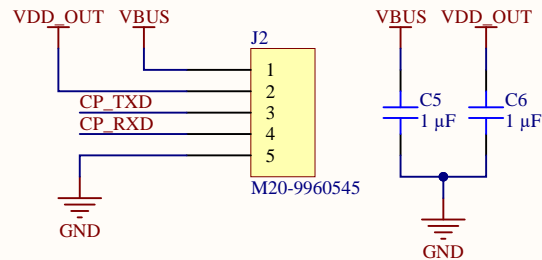 VDD_OUT VBUS
J2
1
2
CP_TXD 3
CP_RXD 4
5
M20-9960545
GND
VBUS VDD_OUT
C5 C6
1 µF 1 µF
GND